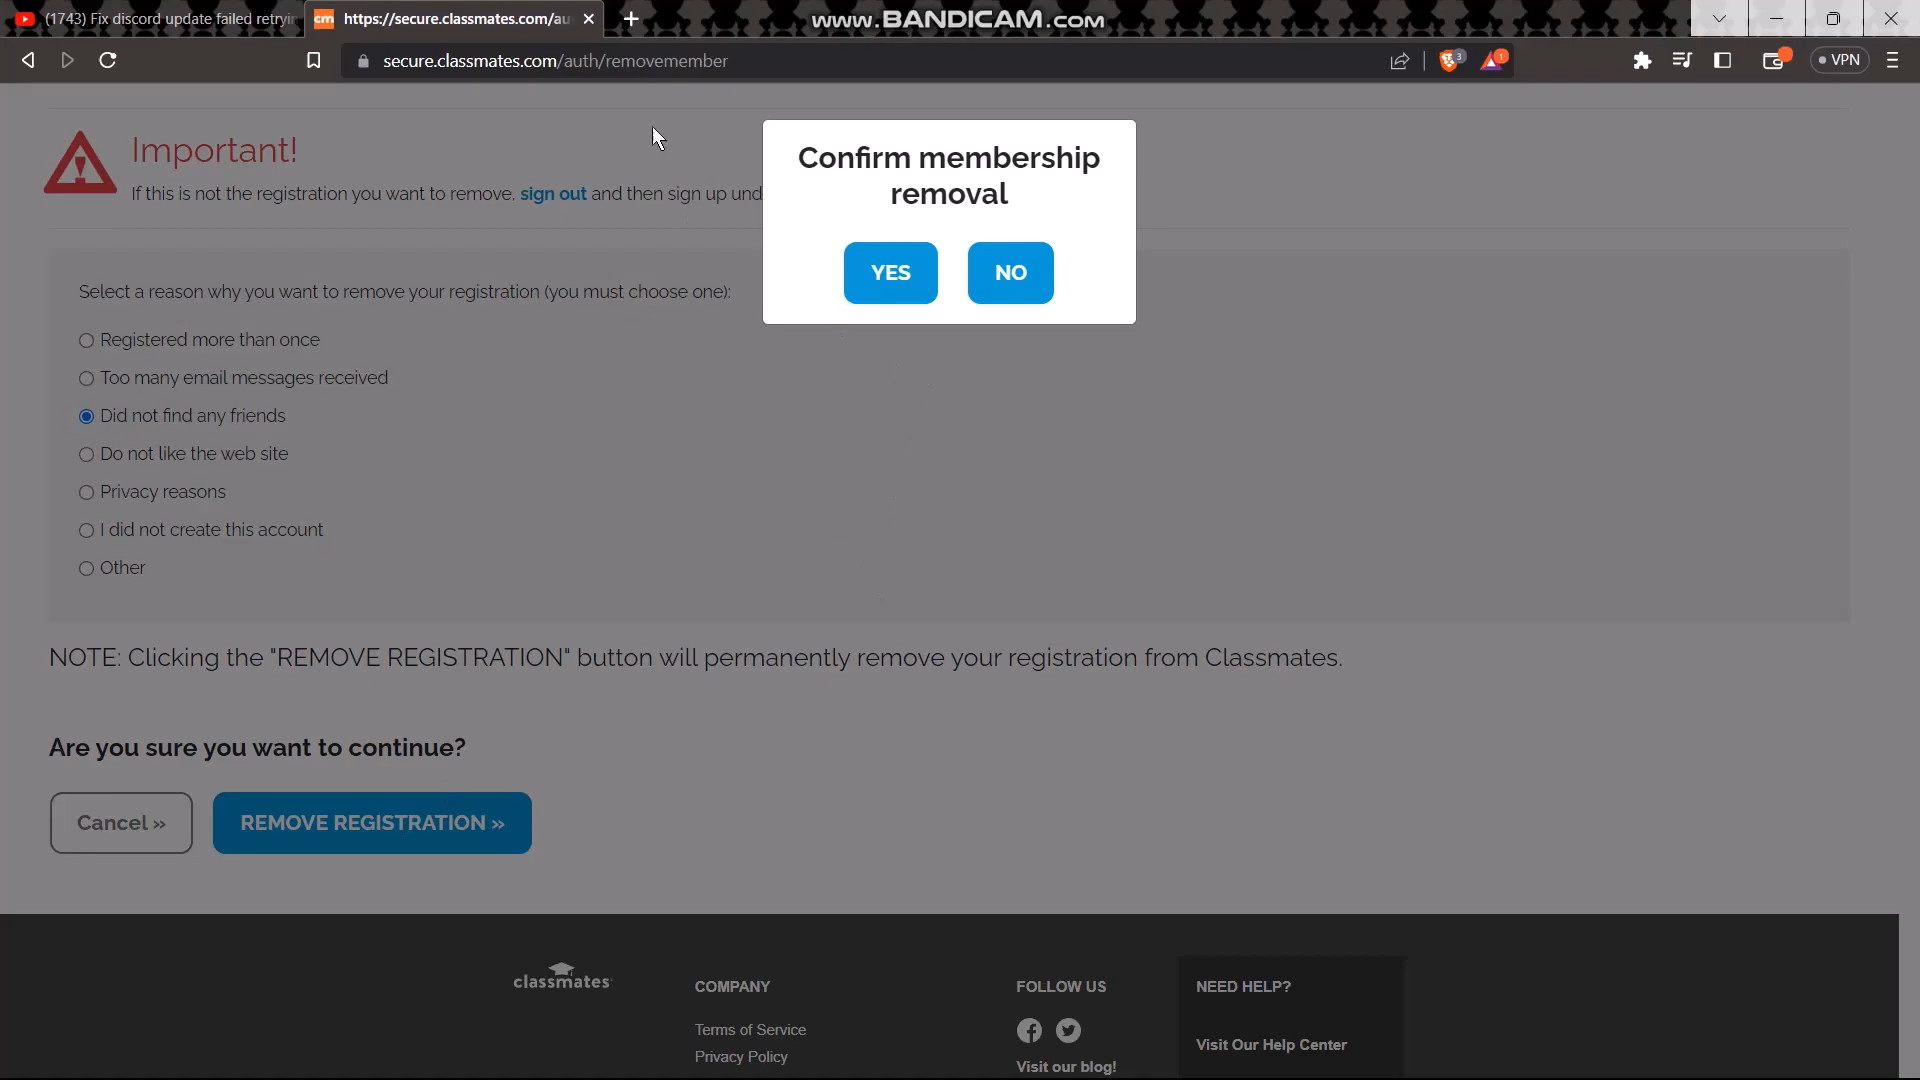 (1743) Fix discord update failed retryin
cm https://secure.classmates.com/au
www.BANDICAM.com
secure.classmates.com/auth/removemember
3
1
VPN
Important!
If this is not the registration you want to remove, sign out and then sign up und
Confirm membership
removal
YES NO
Select a reason why you want to remove your registration (you must choose one):
Registered more than once
Too many email messages received
Did not find any friends
Do not like the web site
Privacy reasons
I did not create this account
Other
NOTE: Clicking the "REMOVE REGISTRATION" button will permanently remove your registration from Classmates.
Are you sure you want to continue?
Cancel » REMOVE REGISTRATION »
classmates
COMPANY
Terms of Service
Privacy Policy
FOLLOW US
Visit our blog!
NEED HELP?
Visit Our Help Center